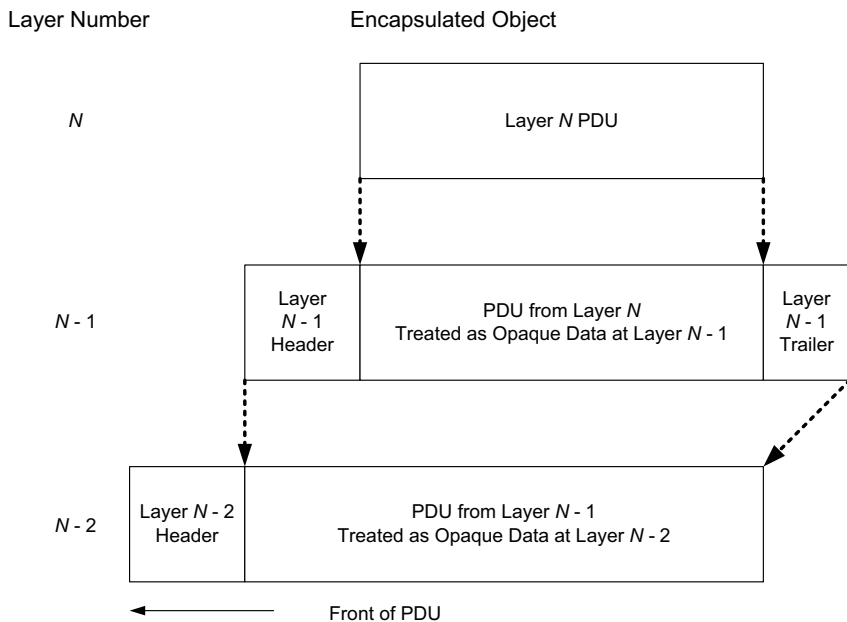 Layer Number
Encapsulated Object
N
Layer N PDU
N - 1
Layer
N - 1
Header
PDU from Layer N
Treated as Opaque Data at Layer N - 1
Layer
N - 1
Trailer
N - 2
Layer N - 2
Header
PDU from Layer N - 1
Treated as Opaque Data at Layer N - 2
Front of PDU